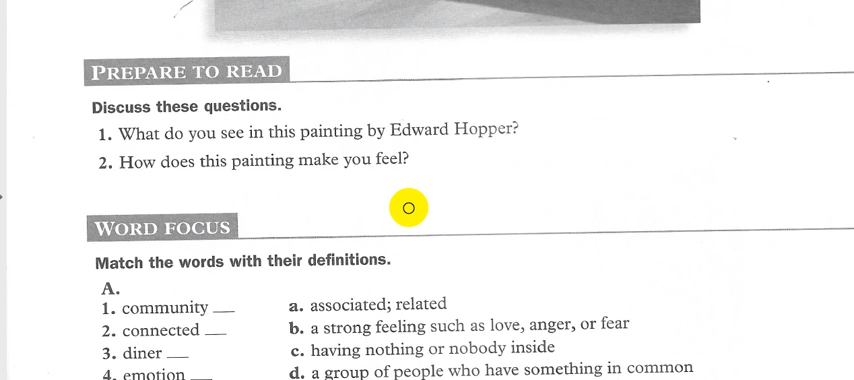 PREPARE TO READ
Discuss these questions.
1. What do you see in this painting by Edward Hopper?
2. How does this painting make you feel?
WORD FOCUS
Match the words with their definitions.
A.
1. community ___ a. associated; related
2. connected ___ b. a strong feeling such as love, anger, or fear
3. diner ___ c. having nothing or nobody inside
4. emotion ___ d. a group of people who have something in common